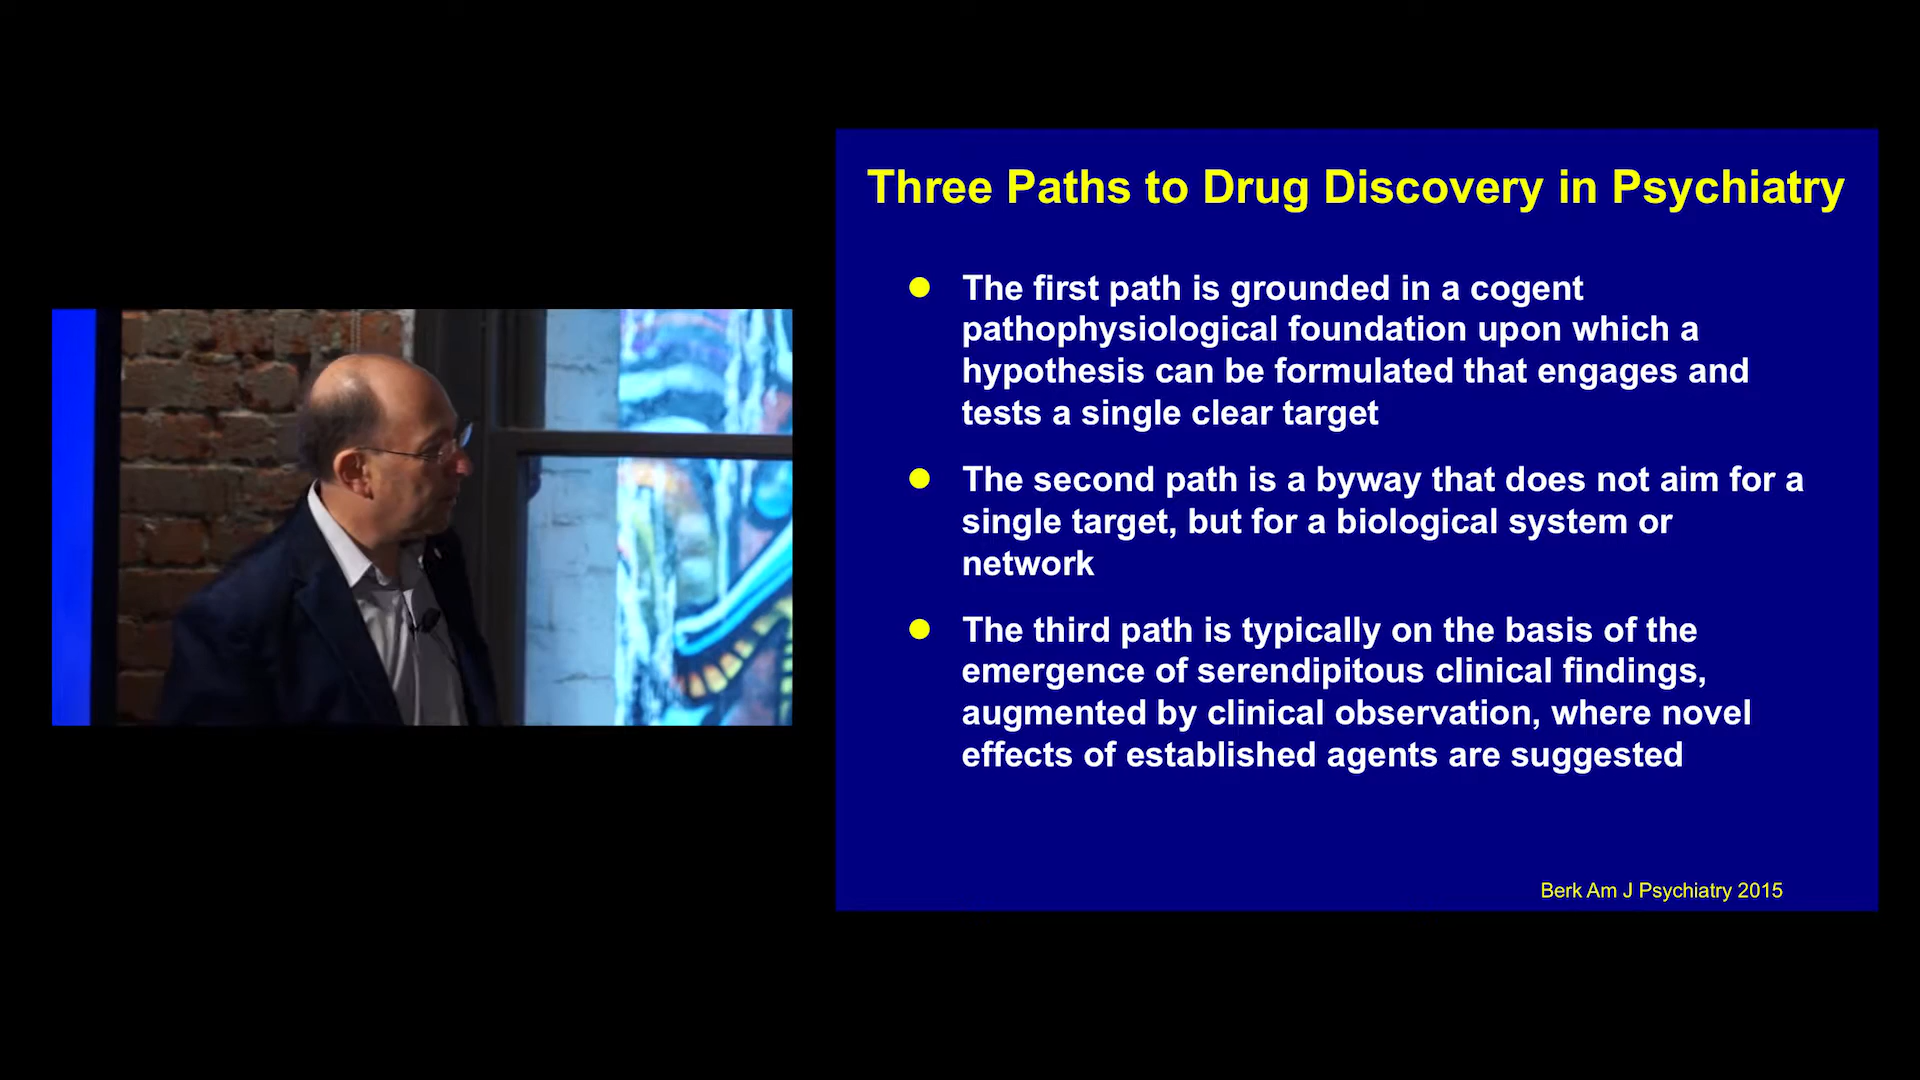 Three Paths to Drug Discovery in Psychiatry
The first path is grounded in a cogent
pathophysiological foundation upon which a
hypothesis can be formulated that engages and
tests a single clear target
The second path is a byway that does not aim for a
single target, but for a biological system or
network
The third path is typically on the basis of the
emergence of serendipitous clinical findings,
augmented by clinical observation, where novel
effects of established agents are suggested
Berk Am J Psychiatry 2015